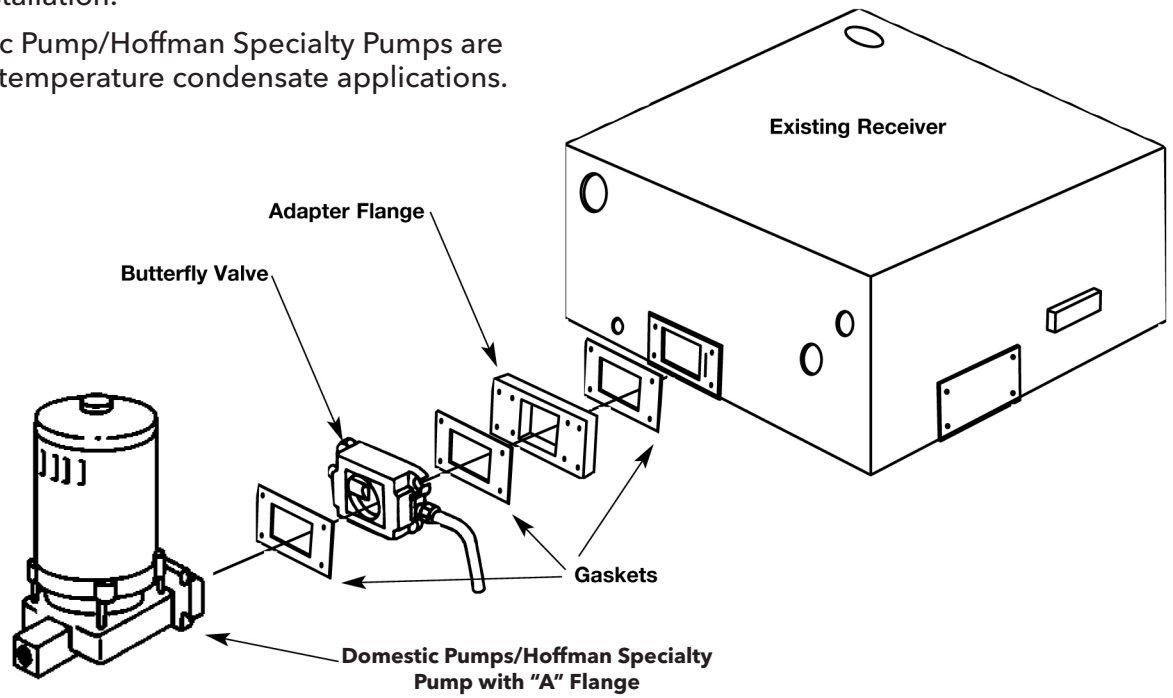 c Pump/Hoffman Specialty Pumps are
temperature condensate applications.
Existing Receiver
Adapter Flange
Butterfly Valve
Gaskets
Domestic Pumps/Hoffman Specialty
Pump with "A" Flange